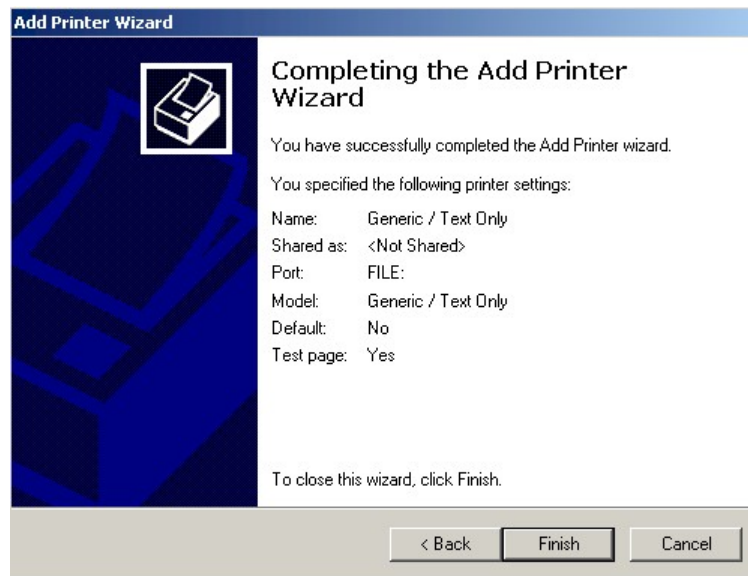 Add Printer Wizard
Completing the Add Printer
Wizard
You have successfully completed the Add Printer wizard.
You specified the following printer settings:
Name: Generic / Text Only
Shared as: <Not Shared>
Port: FILE:
Model: Generic / Text Only
Default: No
Test page: Yes
To close this wizard, click Finish.
< Back Finish Cancel